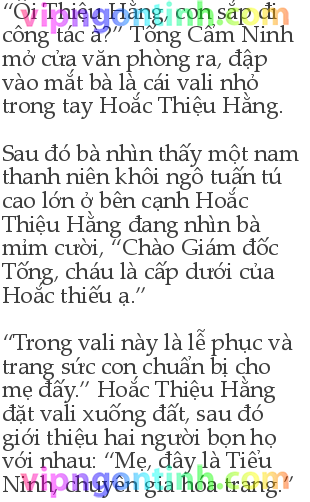 “Ôi Thiệu Hằng, con sắp đi
công tác à?” Tống Cẩm Ninh
mở cửa văn phòng ra, đập
vào mắt bà là cái vali nhỏ
trong tay Hoắc Thiệu Hằng.
Sau đó bà nhìn thấy một nam
thanh niên khôi ngô tuấn tú
cao lớn ở bên cạnh Hoắc
Thiệu Hằng đang nhìn bà
mỉm cười, “Chào Giám đốc
Tống, cháu là cấp dưới của
Hoắc thiếu ạ.”
“Trong vali này là lễ phục và
trang sức con chuẩn bị cho
mẹ đấy.” Hoắc Thiệu Hằng
đặt vali xuống đất, sau đó
giới thiệu hai người bọn họ
với nhau: “Mẹ, đây là Tiểu
Ninh, chuyên gia hóa trang.”
vipngontinh.com
vipngontinh.com